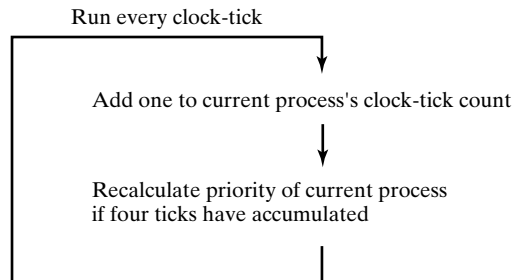 Run every clock-tick
Add one to current process's clock-tick count
Recalculate priority of current process
if four ticks have accumulated